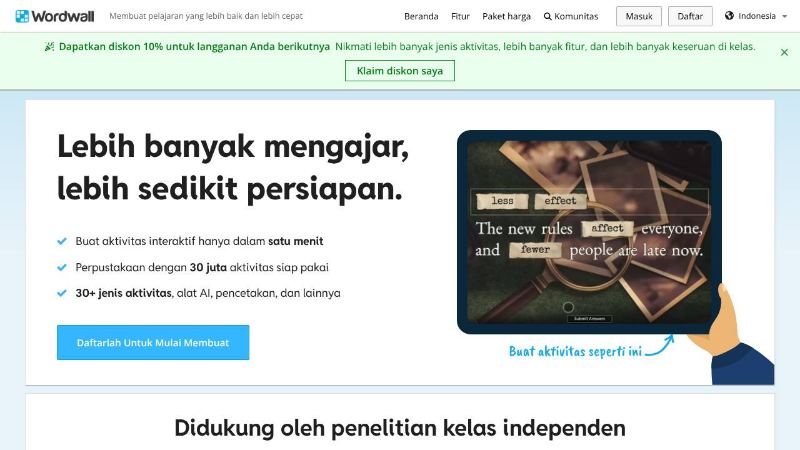 Wordwall
Membuat pelajaran yang lebih baik dan lebih cepat
Beranda Fitur Paket harga Komunitas Masuk Daftar Indonesia
Dapatkan diskon 10% untuk langganan Anda berikutnya Nikmati lebih banyak jenis aktivitas, lebih banyak fitur, dan lebih banyak keseruan di kelas.
Klaim diskon saya
Lebih banyak mengajar,
lebih sedikit persiapan.
Buat aktivitas interaktif hanya dalam satu menit
Perpustakaan dengan 30 juta aktivitas siap pakai
30+ jenis aktivitas, alat AI, pencetakan, dan lainnya
Daftarlah Untuk Mulai Membuat
less effect
The new rules affect everyone,
and fewer people are late now.
Submit Answers
Buat aktivitas seperti ini
Didukung oleh penelitian kelas independen